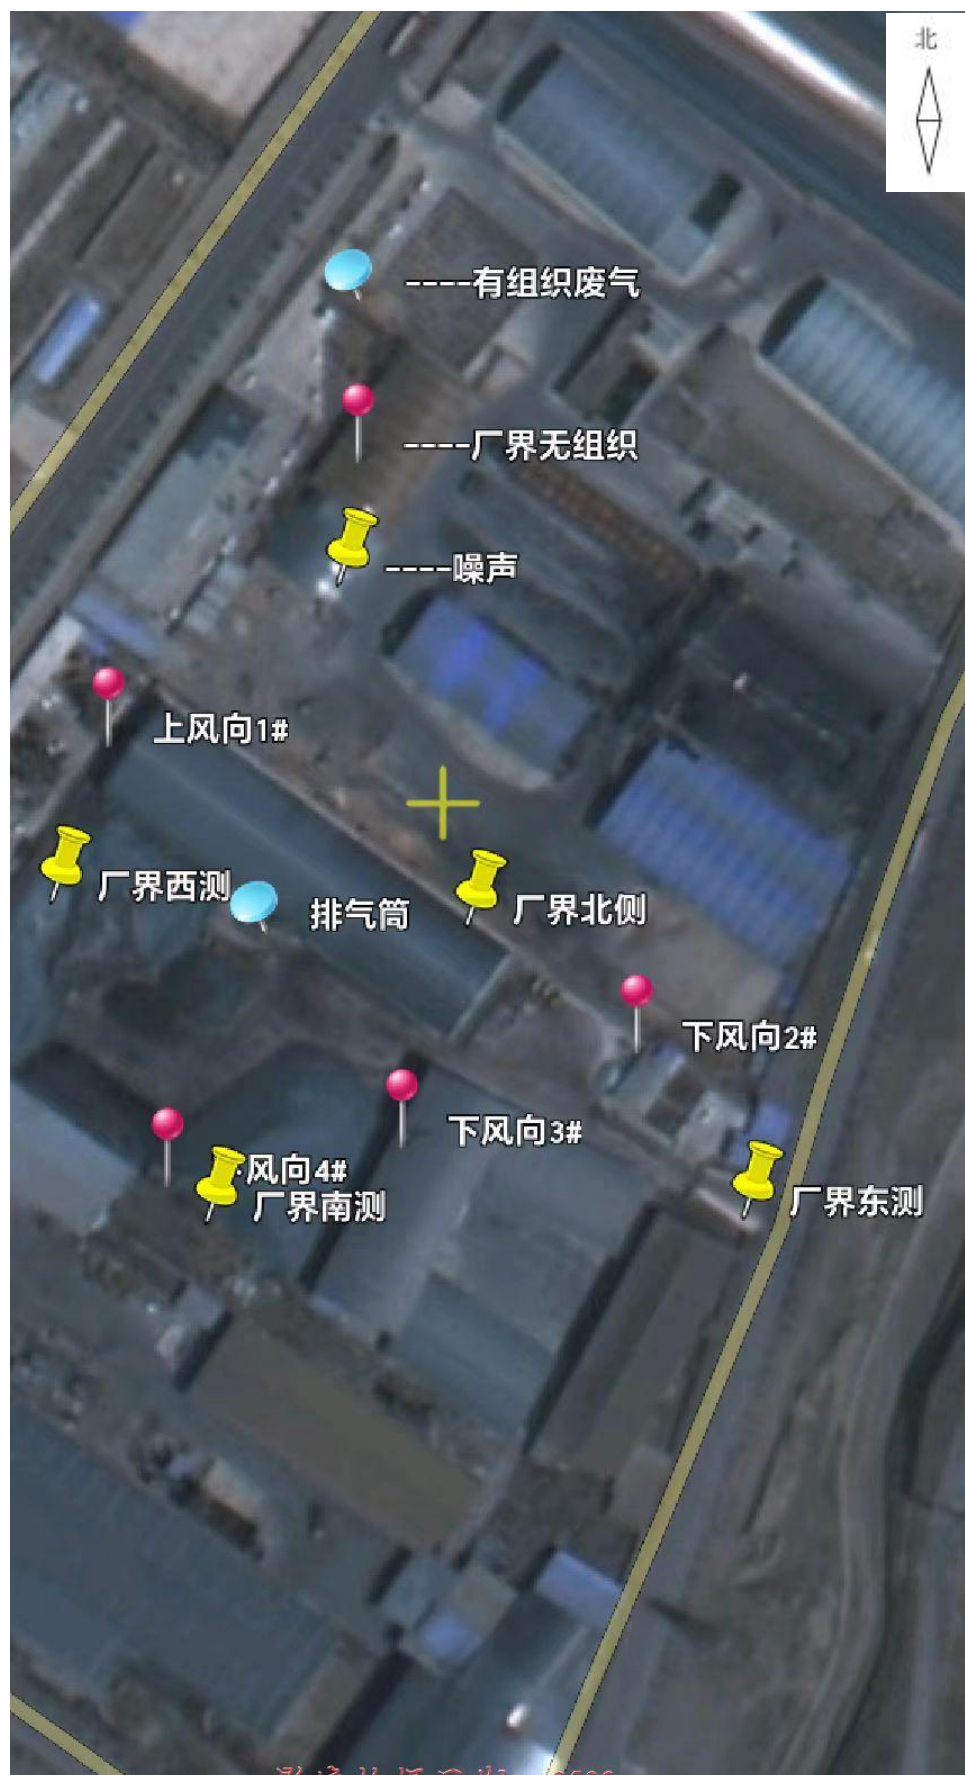 北
----有组织废气
----厂界无组织
----噪声
上风向1#
厂界西测
排气筒
厂界北侧
下风向2#
下风向3#
风向4#
厂界南测
厂界东测